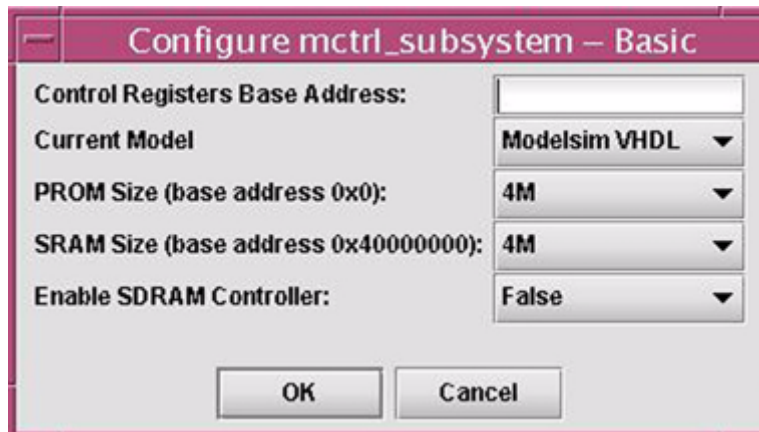 Configure mctrl_subsystem – Basic
Control Registers Base Address:
Current Model Modelsim VHDL
PROM Size (base address 0x0): 4M
SRAM Size (base address 0x40000000): 4M
Enable SDRAM Controller: False
OK Cancel